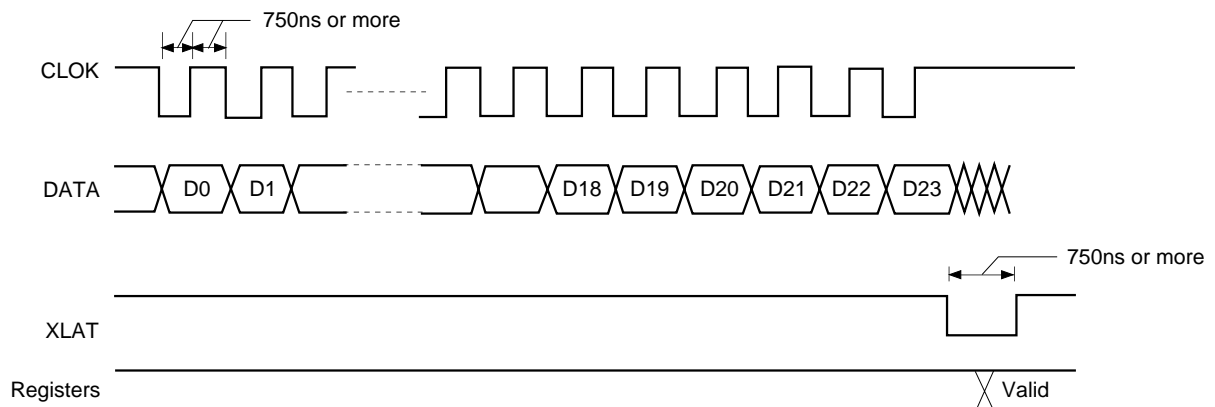 750ns or more
CLOK
DATA
D0 D1 D18 D19 D20 D21 D22 D23
750ns or more
XLAT
Registers
Valid